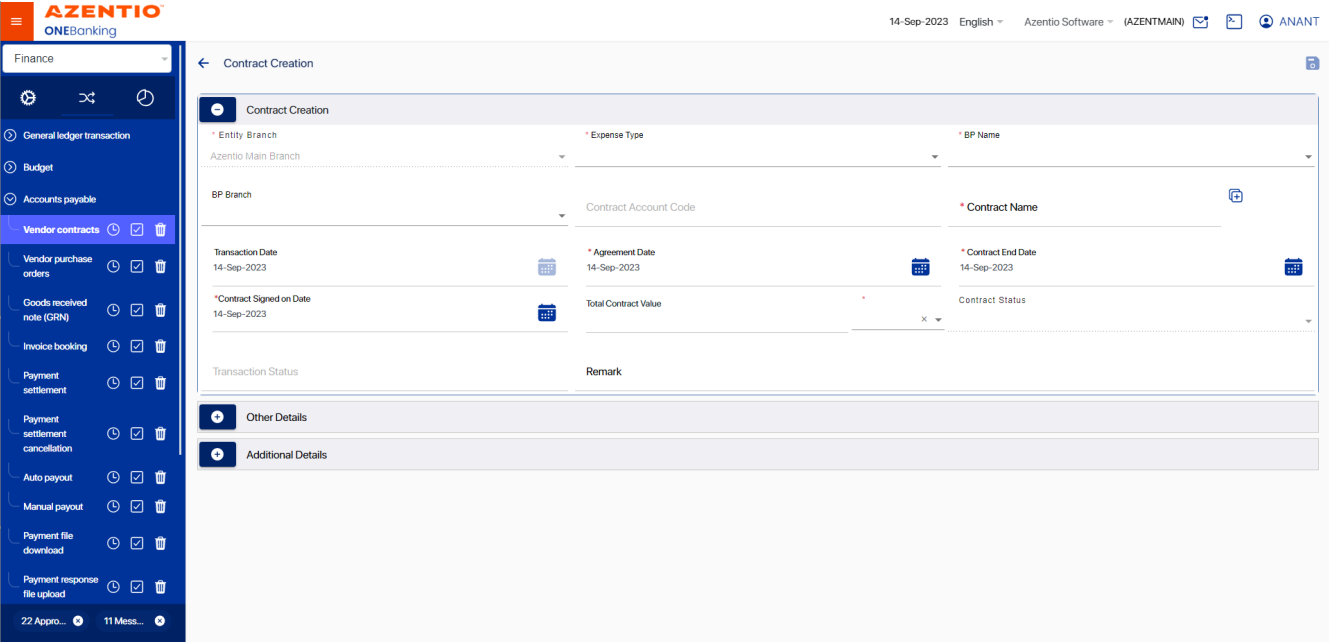 AZENTIO
ONEBanking
14-Sep-2023 English Azentio Software (AZENTMAIN) ANANT
Finance
General ledger transaction
Budget
Accounts payable
Vendor contracts
Vendor purchase
orders
Goods received
note (GRN)
Invoice booking
Payment
settlement
Payment
settlement
cancellation
Auto payout
Manual payout
Payment file
download
Payment response
file upload
22 Appro... 11 Mess...
Contract Creation
Contract Creation
* Entity Branch * Expense Type * BP Name
Azentio Main Branch
BP Branch
Contract Account Code * Contract Name
Transaction Date * Agreement Date * Contract End Date
14-Sep-2023 14-Sep-2023 14-Sep-2023
*Contract Signed on Date Total Contract Value * Contract Status
14-Sep-2023
Transaction Status Remark
Other Details
Additional Details